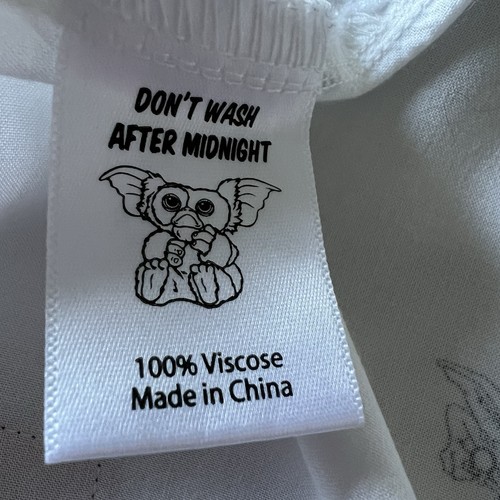 DON'T WASH
AFTER MIDNIGHT
100% Viscose
Made in China